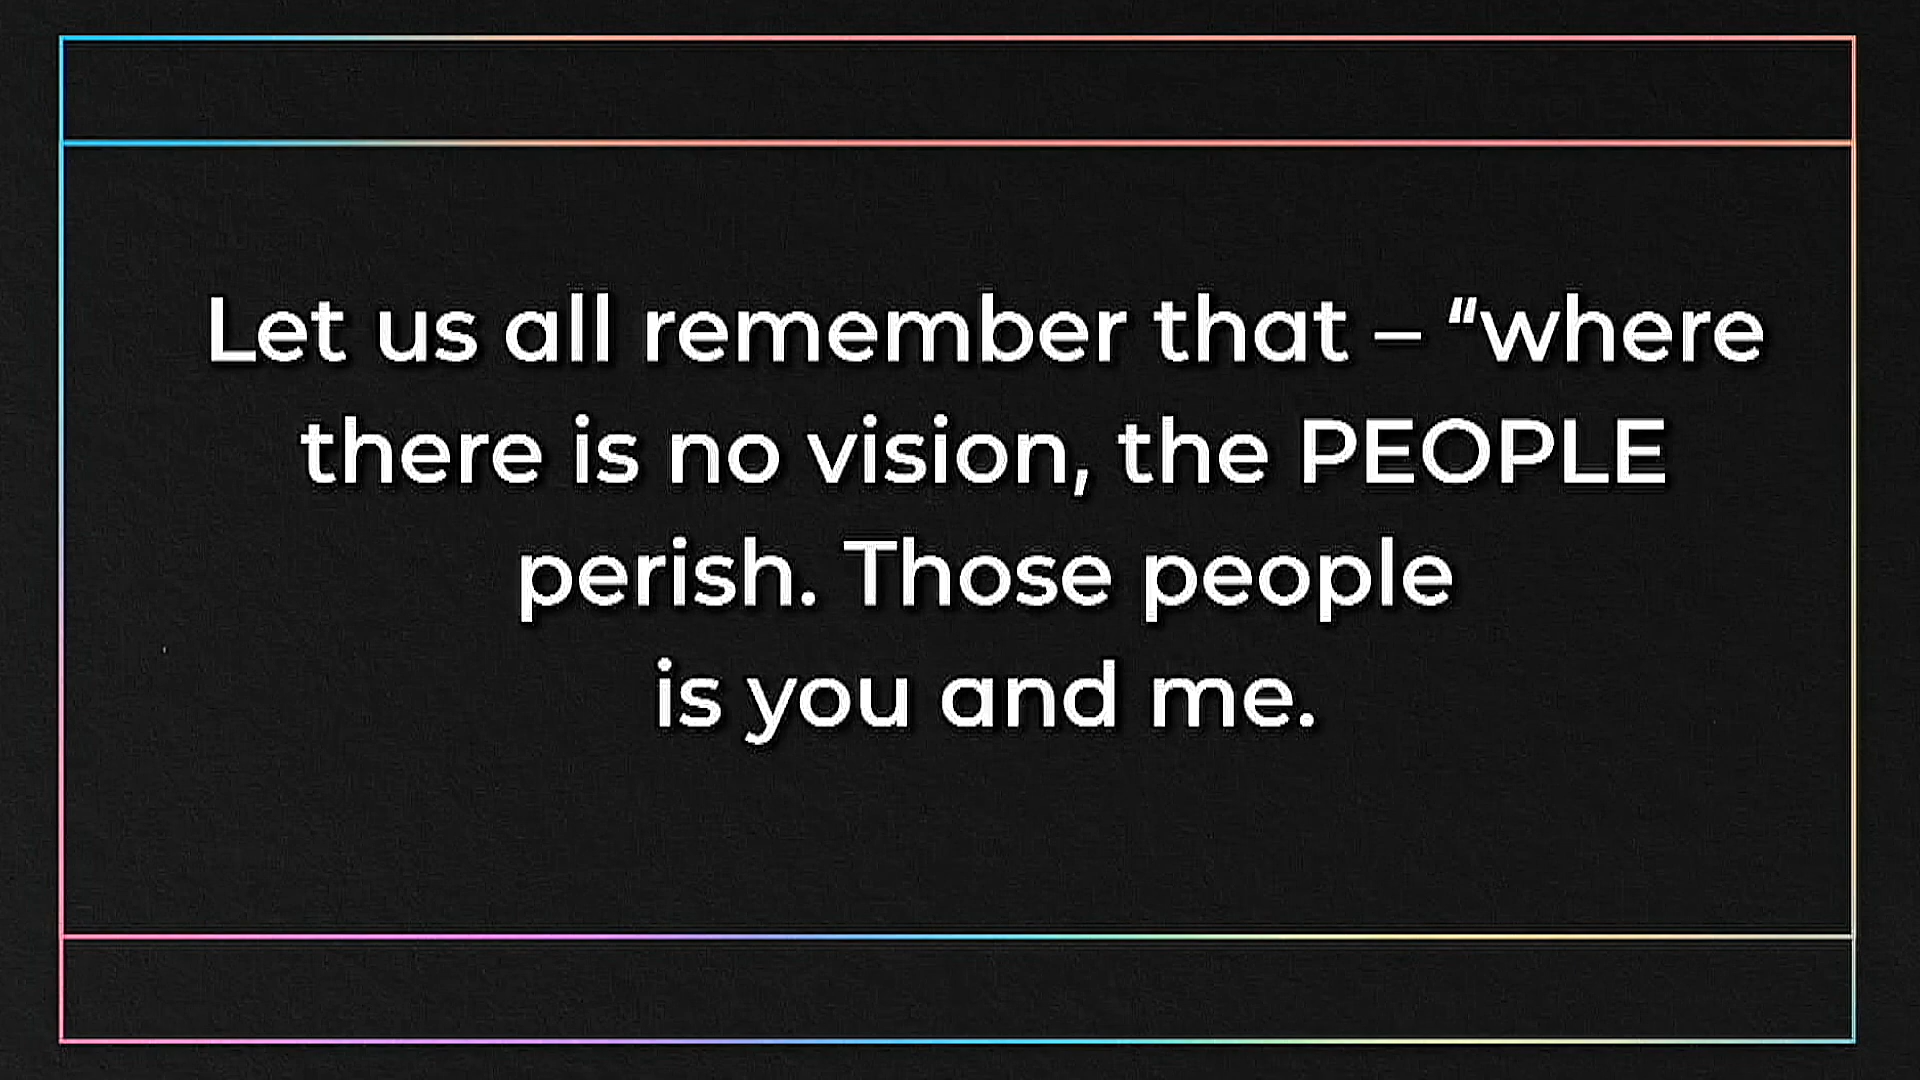 Let us all remember that – “where
there is no vision, the PEOPLE
perish. Those people
is you and me.